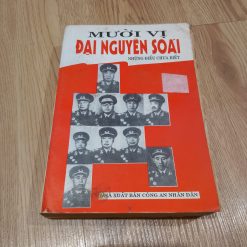 MƯỜI VỊ
ĐẠI NGUYÊN SOÁI
NHỮNG ĐIỀU CHƯA BIẾT
NHÀ XUẤT BẢN CÔNG AN NHÂN DÂN